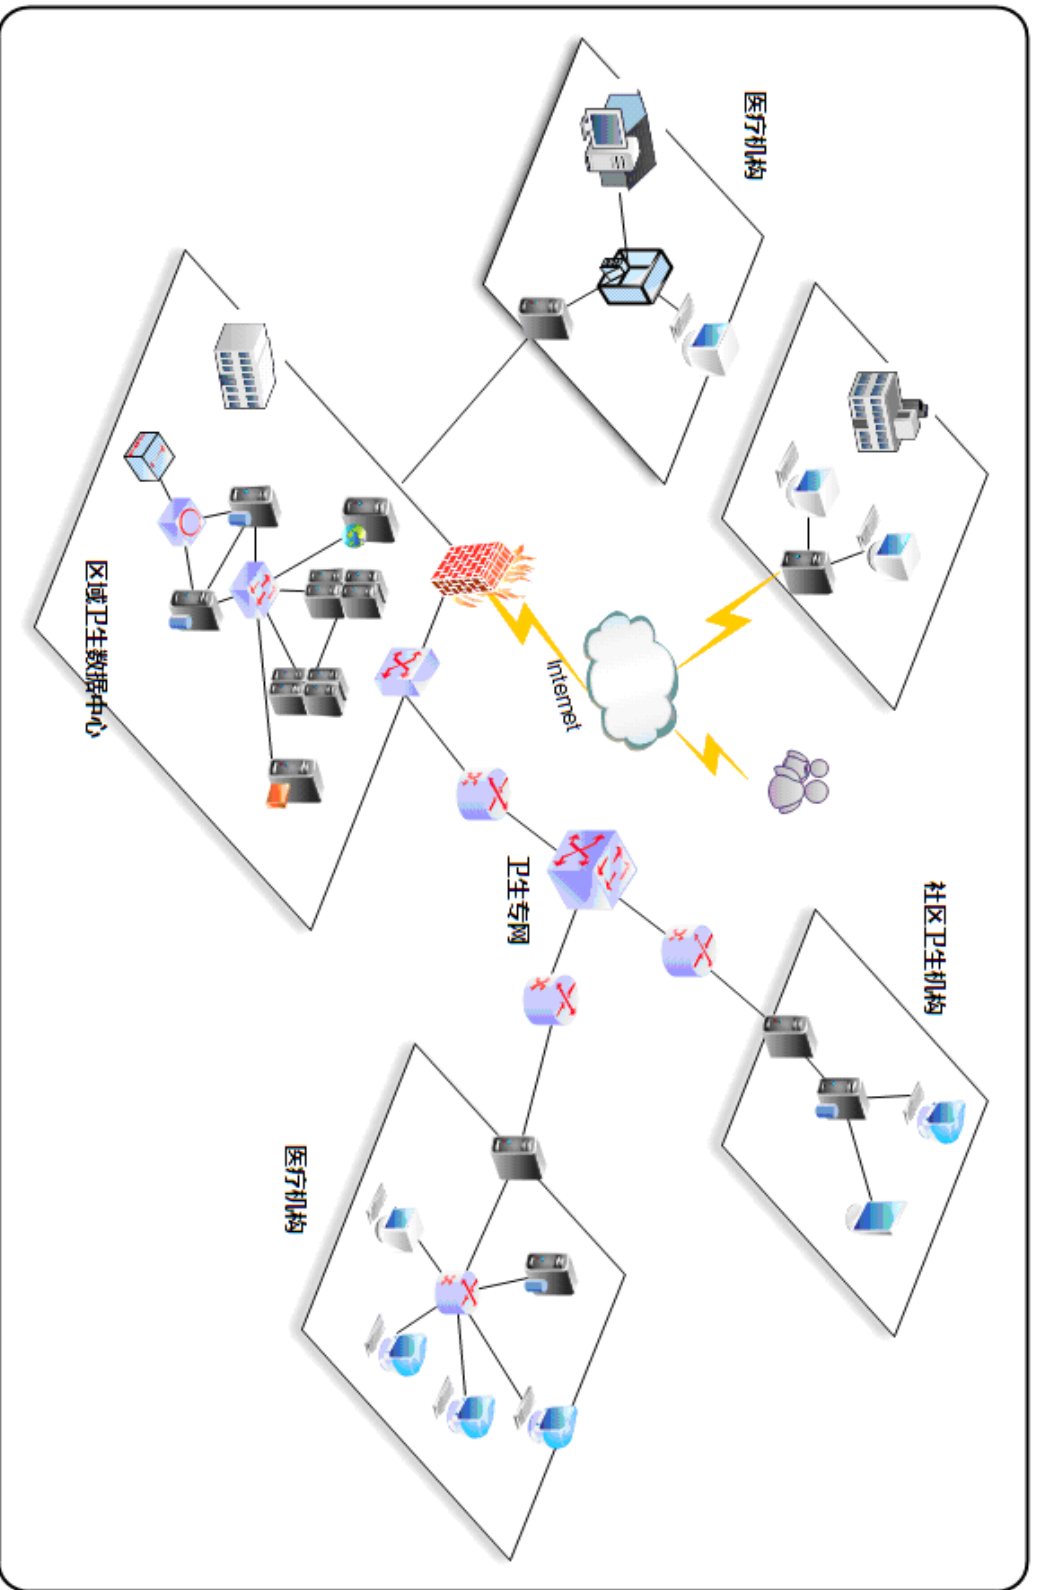 医疗机构
社区卫生机构
Internet
卫生专网
区域卫生数据中心
医疗机构